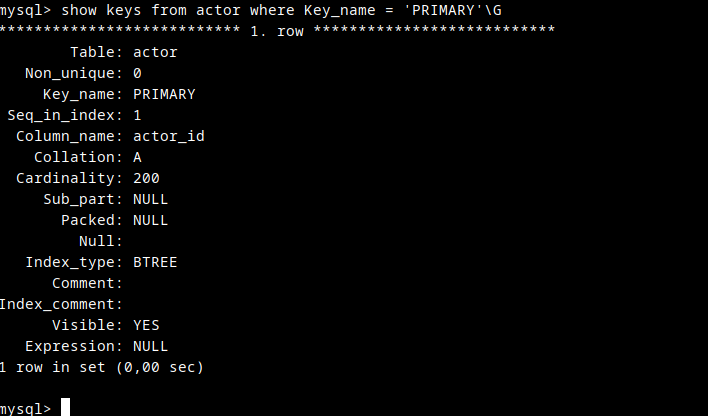 mysql> show keys from actor where Key_name = 'PRIMARY'\G
*************************** 1. row ***************************
Table: actor
Non_unique: 0
Key_name: PRIMARY
Seq_in_index: 1
Column_name: actor_id
Collation: A
Cardinality: 200
Sub_part: NULL
Packed: NULL
Null:
Index_type: BTREE
Comment:
Index_comment:
Visible: YES
Expression: NULL
1 row in set (0,00 sec)
mysql>